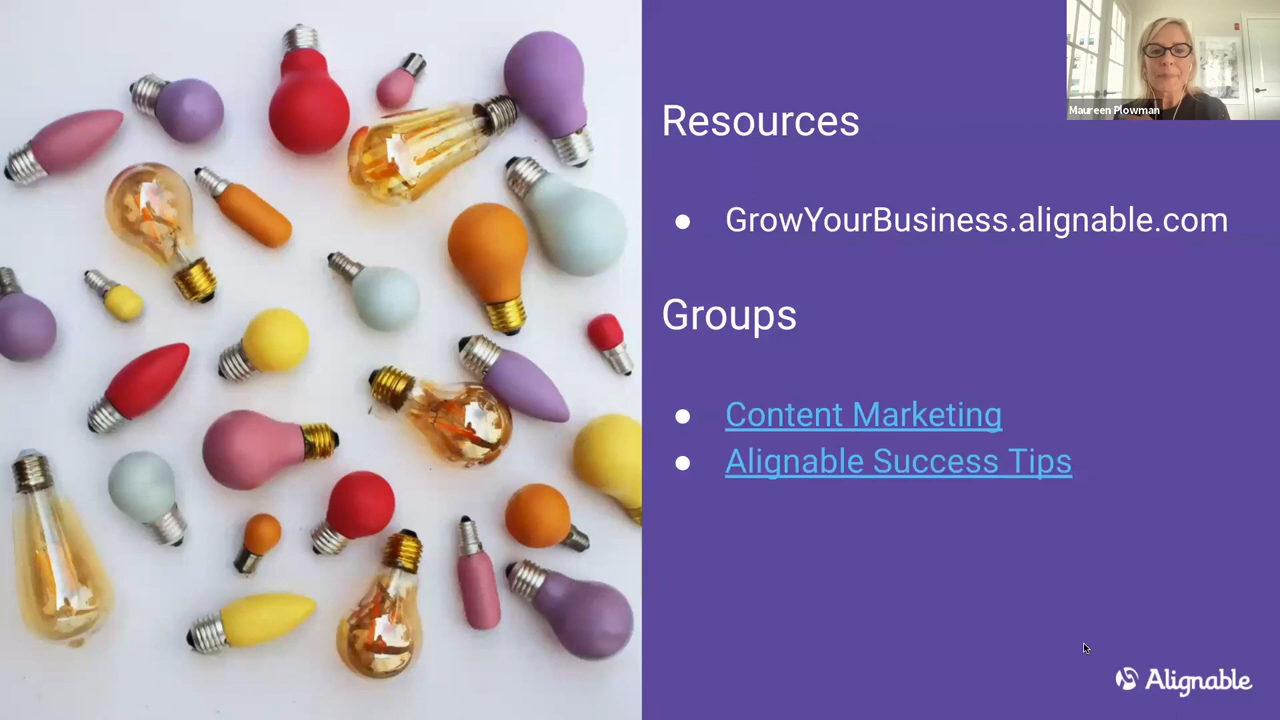 Maureen Plowman
Resources
GrowYourBusiness.alignable.com
Groups
Content Marketing
Alignable Success Tips
Alignable